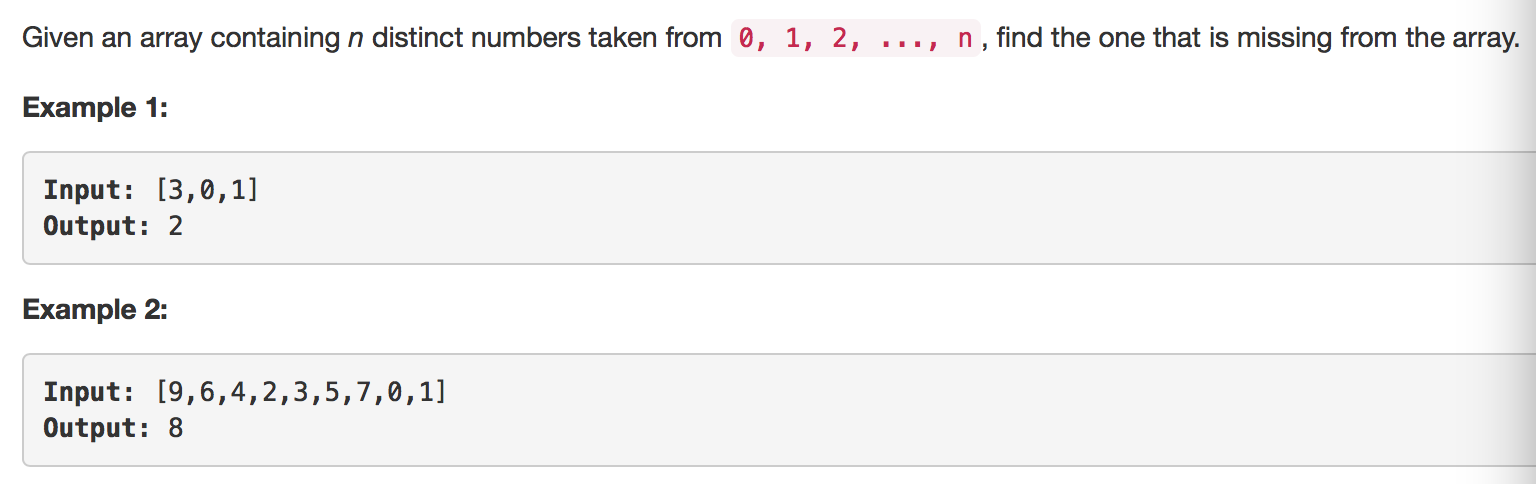 Given an array containing n distinct numbers taken from 0, 1, 2, ..., n, find the one that is missing from the array.
Example 1:
Input: [3,0,1]
Output: 2
Example 2:
Input: [9,6,4,2,3,5,7,0,1]
Output: 8